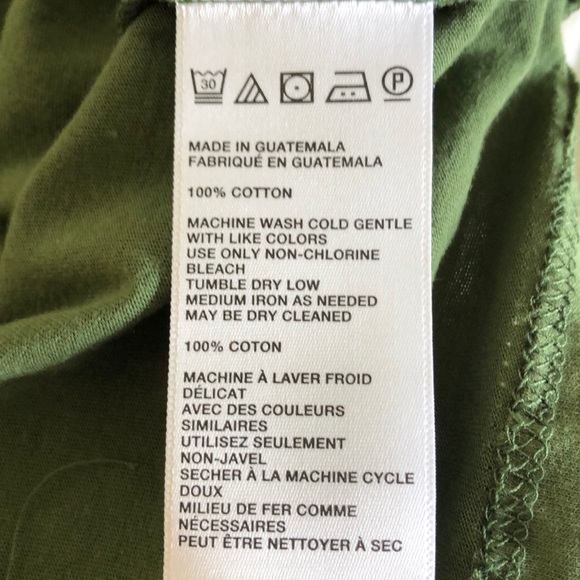 30 P
MADE IN GUATEMALA
FABRIQUÉ EN GUATEMALA
100% COTTON
MACHINE WASH COLD GENTLE
WITH LIKE COLORS
USE ONLY NON-CHLORINE
BLEACH
TUMBLE DRY LOW
MEDIUM IRON AS NEEDED
MAY BE DRY CLEANED
100% COTON
MACHINE À LAVER FROID
DÉLICAT
AVEC DES COULEURS
SIMILAIRES
UTILISEZ SEULEMENT
NON-JAVEL
SECHER À LA MACHINE CYCLE
DOUX
MILIEU DE FER COMME
NÉCESSAIRES
PEUT ÊTRE NETTOYER À SEC